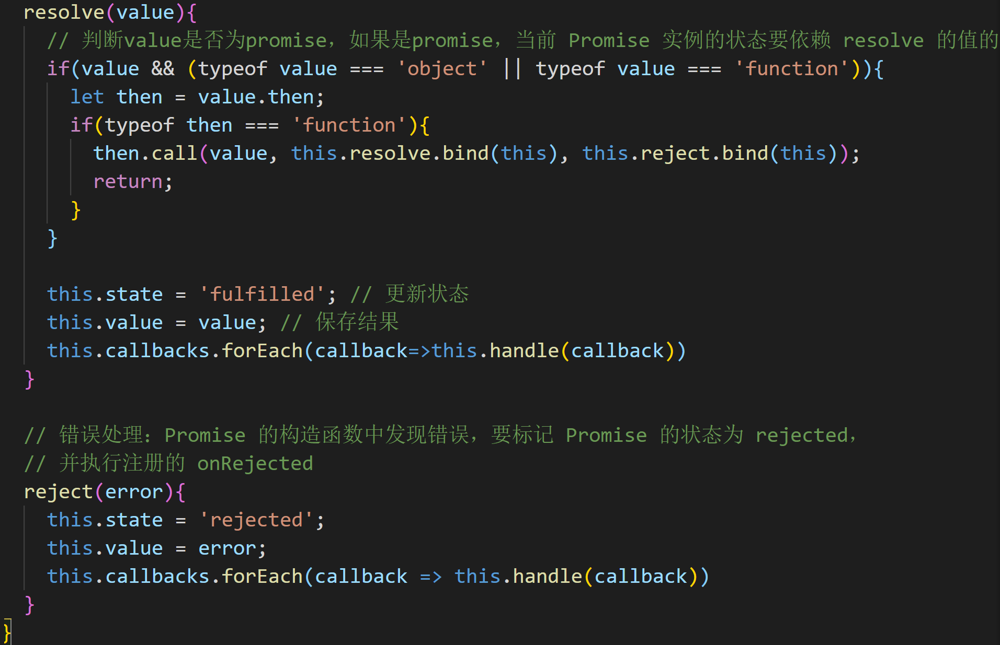 resolve(value){
// 判断value是否为promise，如果是promise，当前 Promise 实例的状态要依赖 resolve 的值的
if(value && (typeof value === 'object' || typeof value === 'function')){
let then = value.then;
if(typeof then === 'function'){
then.call(value, this.resolve.bind(this), this.reject.bind(this));
return;
}
}
this.state = 'fulfilled'; // 更新状态
this.value = value; // 保存结果
this.callbacks.forEach(callback=>this.handle(callback))
}
// 错误处理：Promise 的构造函数中发现错误，要标记 Promise 的状态为 rejected，
// 并执行注册的 onRejected
reject(error){
this.state = 'rejected';
this.value = error;
this.callbacks.forEach(callback => this.handle(callback))
}
}